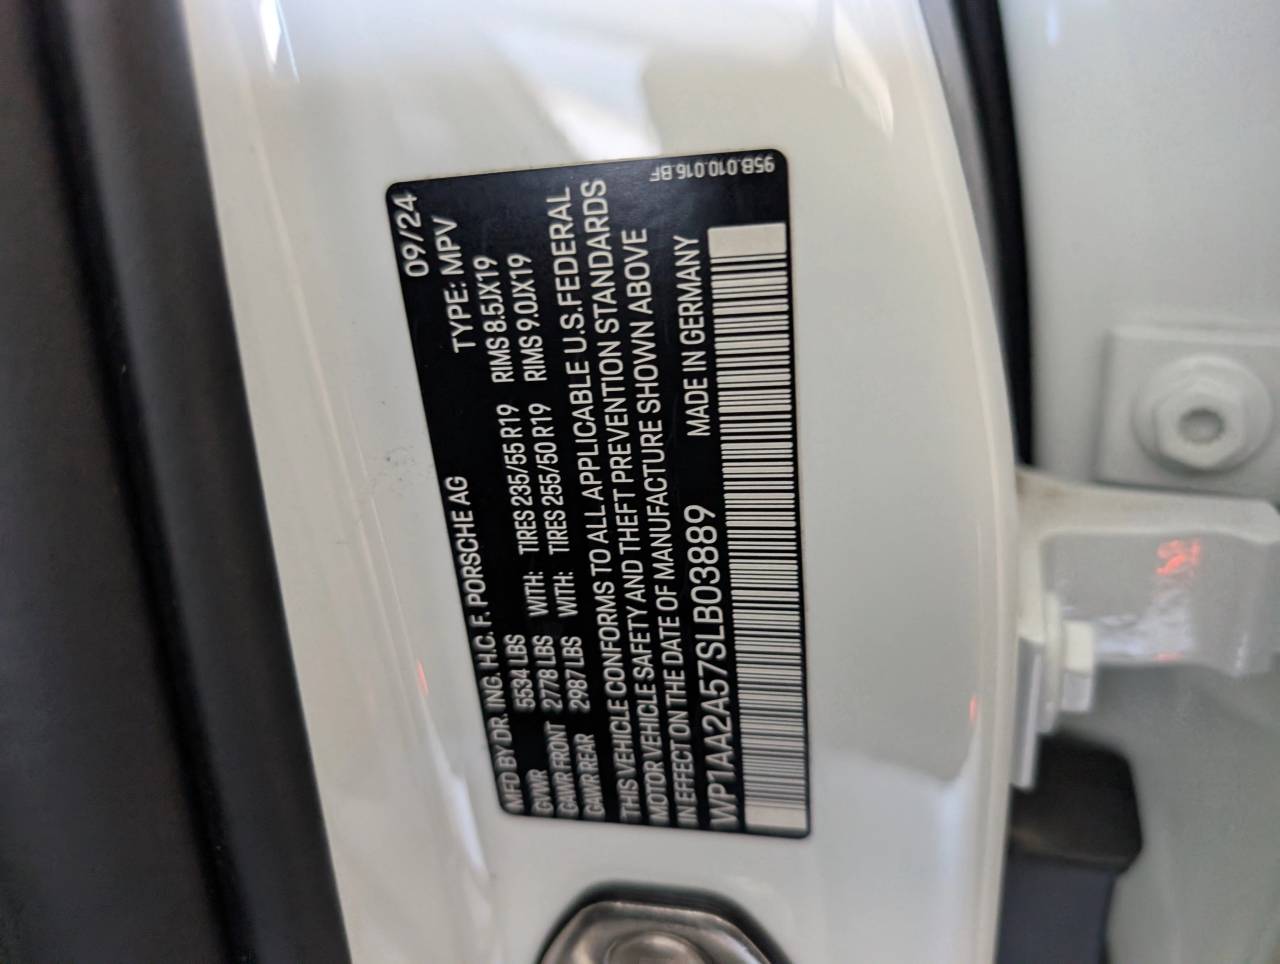 09/24
MFD BY DR. ING. H.C. F. PORSCHE AG TYPE: MPV
GVWR 5534 LBS
GAWR FRONT 2778 LBS WITH: TIRES 235/55 R19 RIMS 8.5JX19
GAWR REAR 2987 LBS WITH: TIRES 255/50 R19 RIMS 9.0JX19
THIS VEHICLE CONFORMS TO ALL APPLICABLE U.S.FEDERAL
MOTOR VEHICLE SAFETY AND THEFT PREVENTION STANDARDS
IN EFFECT ON THE DATE OF MANUFACTURE SHOWN ABOVE
WP1AA2A57SLB03889 MADE IN GERMANY
95B.010.016.BF